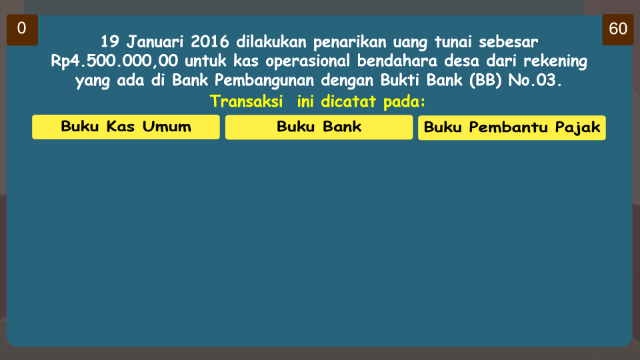 0
60
19 Januari 2016 dilakukan penarikan uang tunai sebesar
Rp4.500.000,00 untuk kas operasional bendahara desa dari rekening
yang ada di Bank Pembangunan dengan Bukti Bank (BB) No.03.
Transaksi ini dicatat pada:
Buku Kas Umum
Buku Bank
Buku Pembantu Pajak